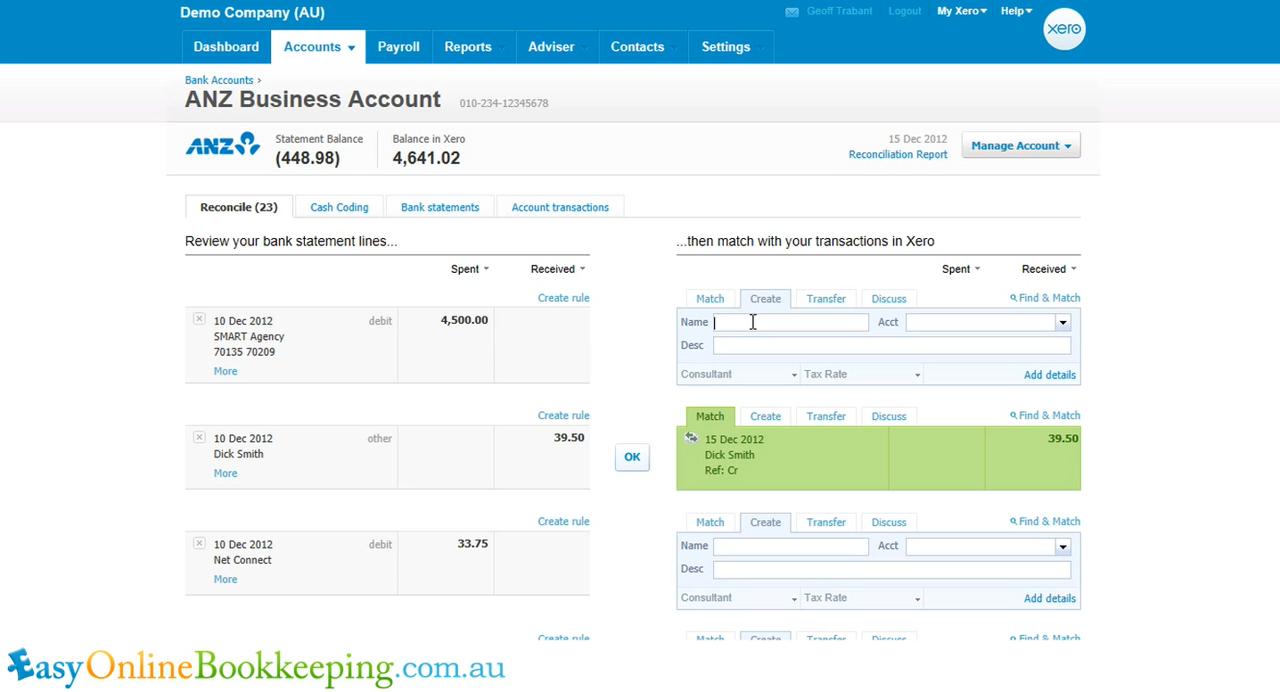 Demo Company (AU)
Geoff Trabant Logout My Xero Help
xero
Dashboard Accounts Payroll Reports Adviser Contacts Settings
Bank Accounts ›
ANZ Business Account 010-234-12345678
ANZ
Statement Balance Balance in Xero
(448.98) 4,641.02
15 Dec 2012
Reconciliation Report
Manage Account
Reconcile (23) Cash Coding Bank statements Account transactions
Review your bank statement lines... ...then match with your transactions in Xero
Spent Received Spent Received
Create rule Match Create Transfer Discuss Find & Match
10 Dec 2012 debit 4,500.00 Name Acct
SMART Agency
70135 70209 Desc
More Consultant Tax Rate Add details
Create rule Match Create Transfer Discuss Find & Match
10 Dec 2012 other 39.50 15 Dec 2012 39.50
Dick Smith OK Dick Smith
More Ref: Cr
Create rule Match Create Transfer Discuss Find & Match
10 Dec 2012 debit 33.75 Name Acct
Net Connect Desc
More Consultant Tax Rate Add details
Create rule Match Create Transfer Discuss Find & Match
EasyOnlineBookkeeping.com.au